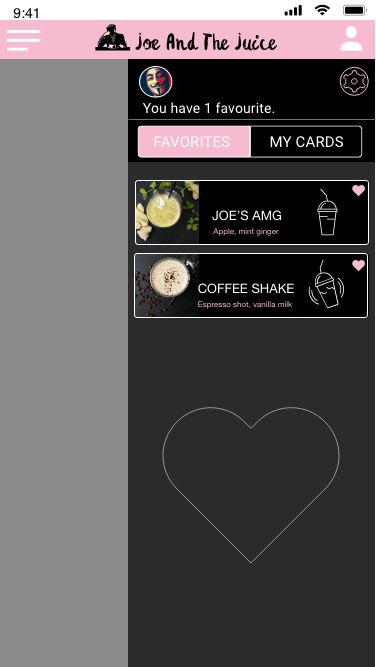 9:41
Joe And The Juice
You have 1 favourite.
FAVORITES
MY CARDS
JOE'S AMG
Apple, mint ginger
COFFEE SHAKE
Espresso shot, vanilla milk